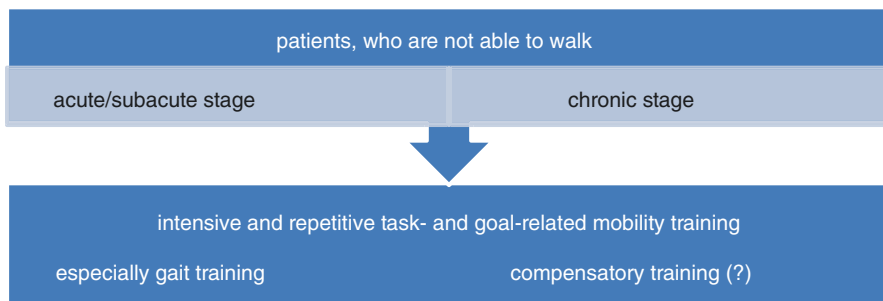 patients, who are not able to walk
acute/subacute stage chronic stage
intensive and repetitive task- and goal-related mobility training
especially gait training compensatory training (?)